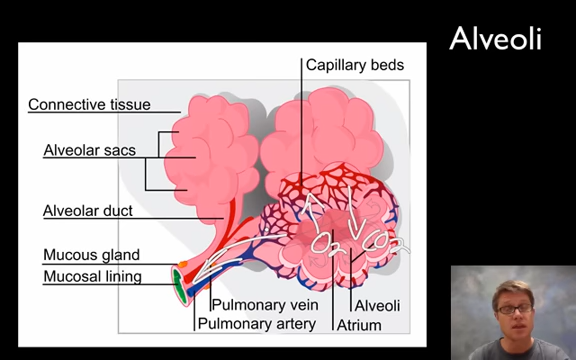 Alveoli
Capillary beds
Connective tissue
Alveolar sacs
Alveolar duct
Mucous gland
Mucosal lining
O2
CO2
Pulmonary vein
Alveoli
Pulmonary artery
Atrium